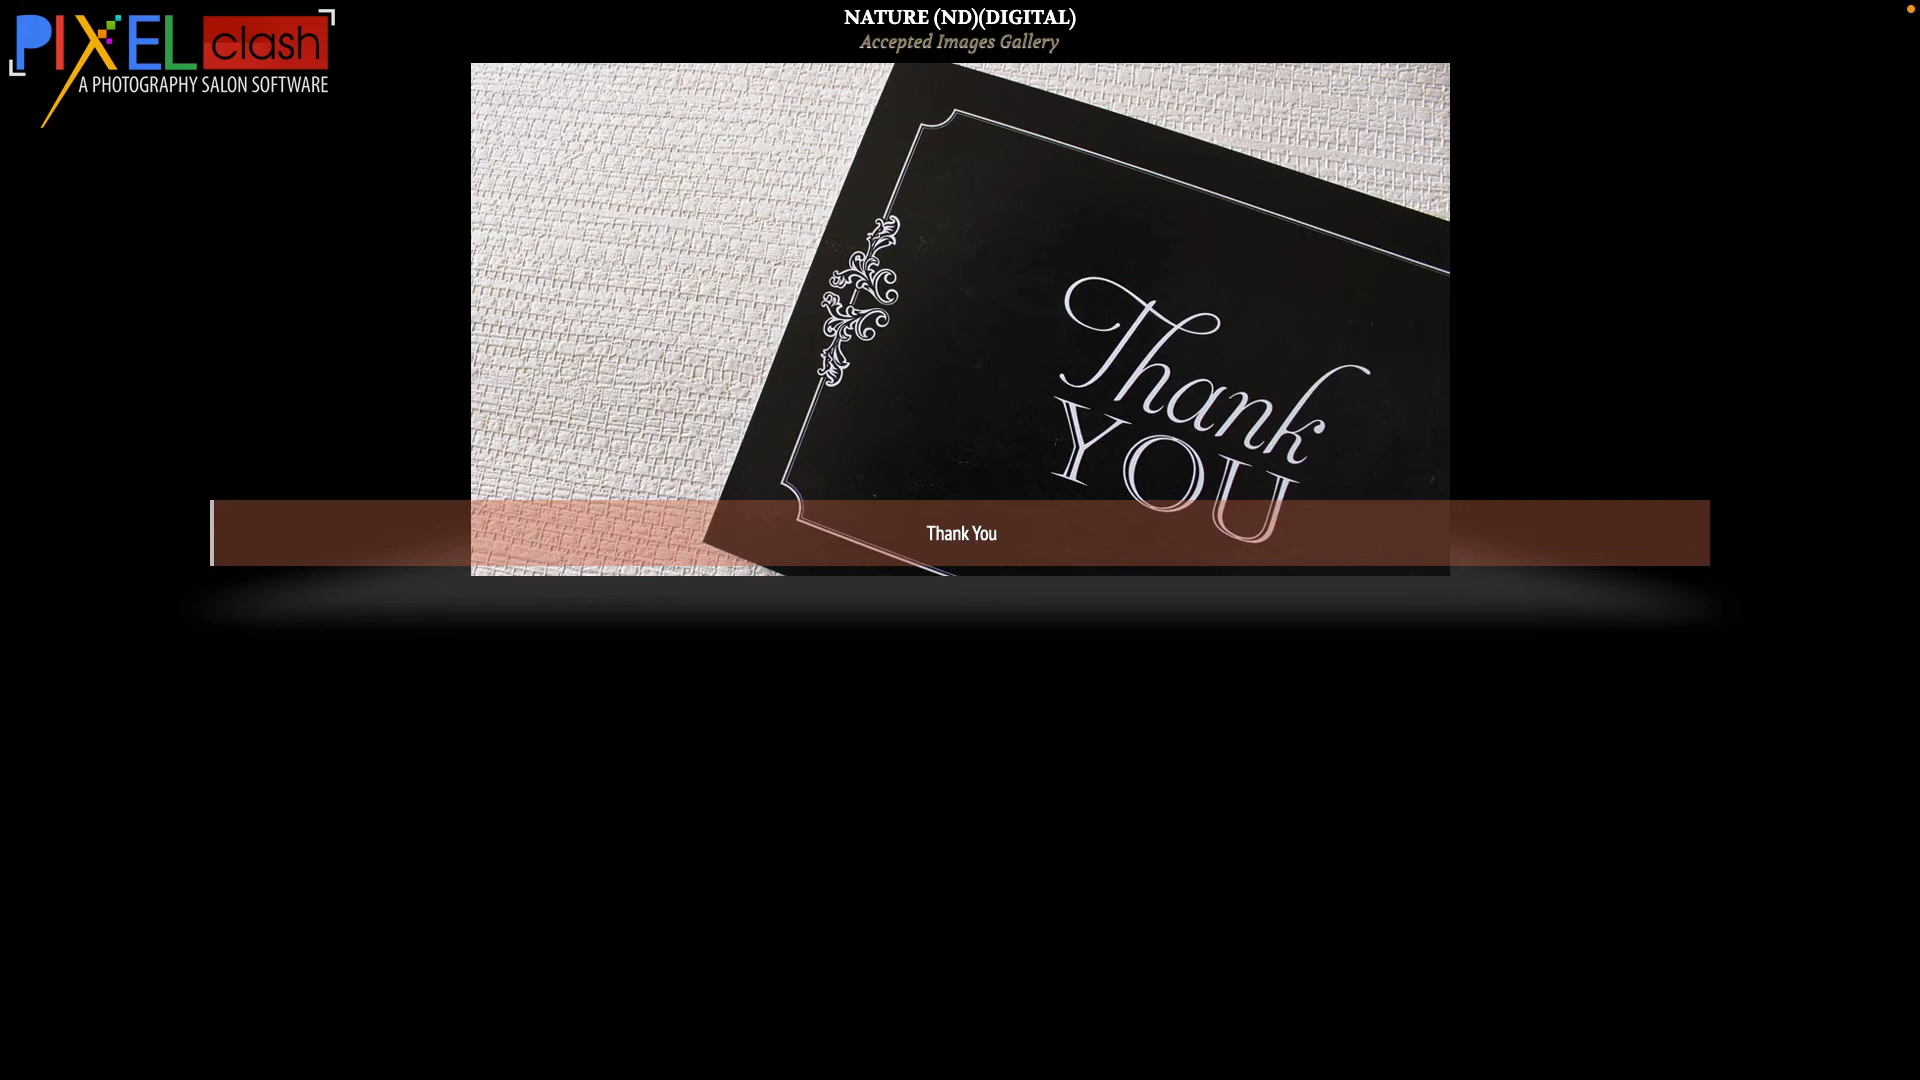 PIXEL clash
A PHOTOGRAPHY SALON SOFTWARE
NATURE (ND)(DIGITAL)
Accepted Images Gallery
Thank
YOU
Thank You